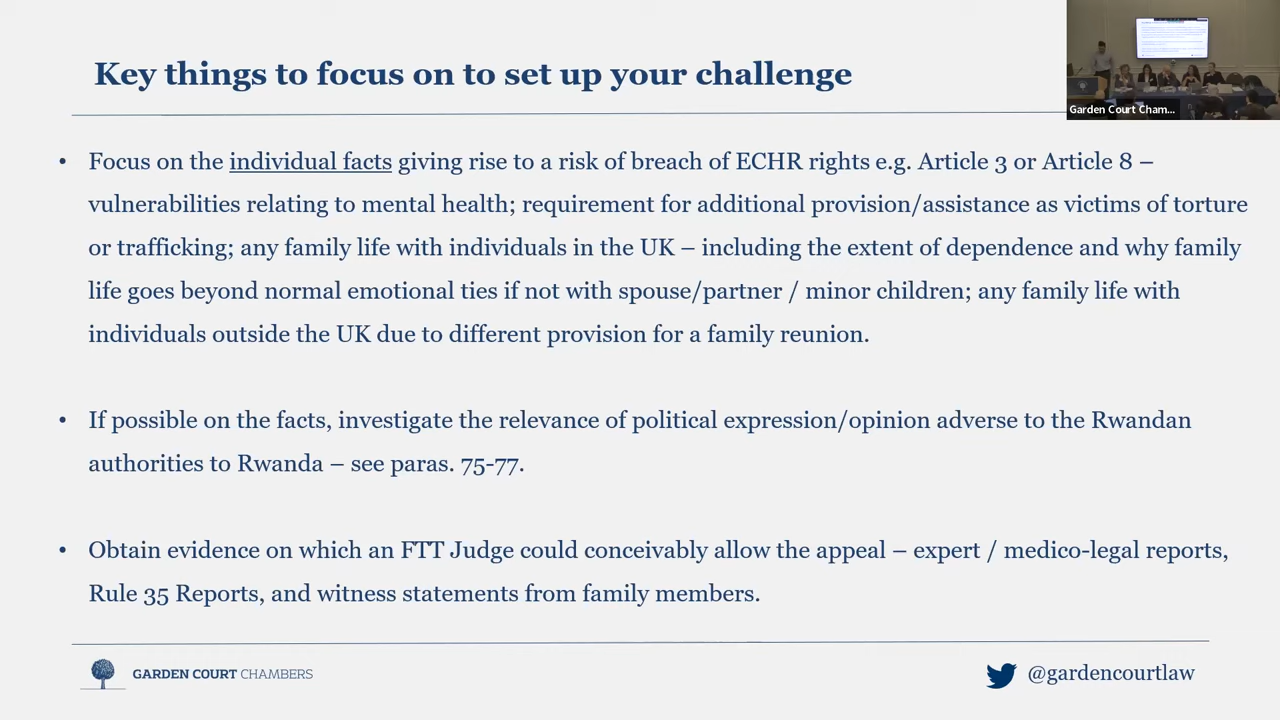 Key things to focus on to set up your challenge
Garden Court Cham...
• Focus on the individual facts giving rise to a risk of breach of ECHR rights e.g. Article 3 or Article 8 –
vulnerabilities relating to mental health; requirement for additional provision/assistance as victims of torture
or trafficking; any family life with individuals in the UK – including the extent of dependence and why family
life goes beyond normal emotional ties if not with spouse/partner / minor children; any family life with
individuals outside the UK due to different provision for a family reunion.
• If possible on the facts, investigate the relevance of political expression/opinion adverse to the Rwandan
authorities to Rwanda – see paras. 75-77.
• Obtain evidence on which an FTT Judge could conceivably allow the appeal – expert / medico-legal reports,
Rule 35 Reports, and witness statements from family members.
GARDEN COURT CHAMBERS
@gardencourtlaw